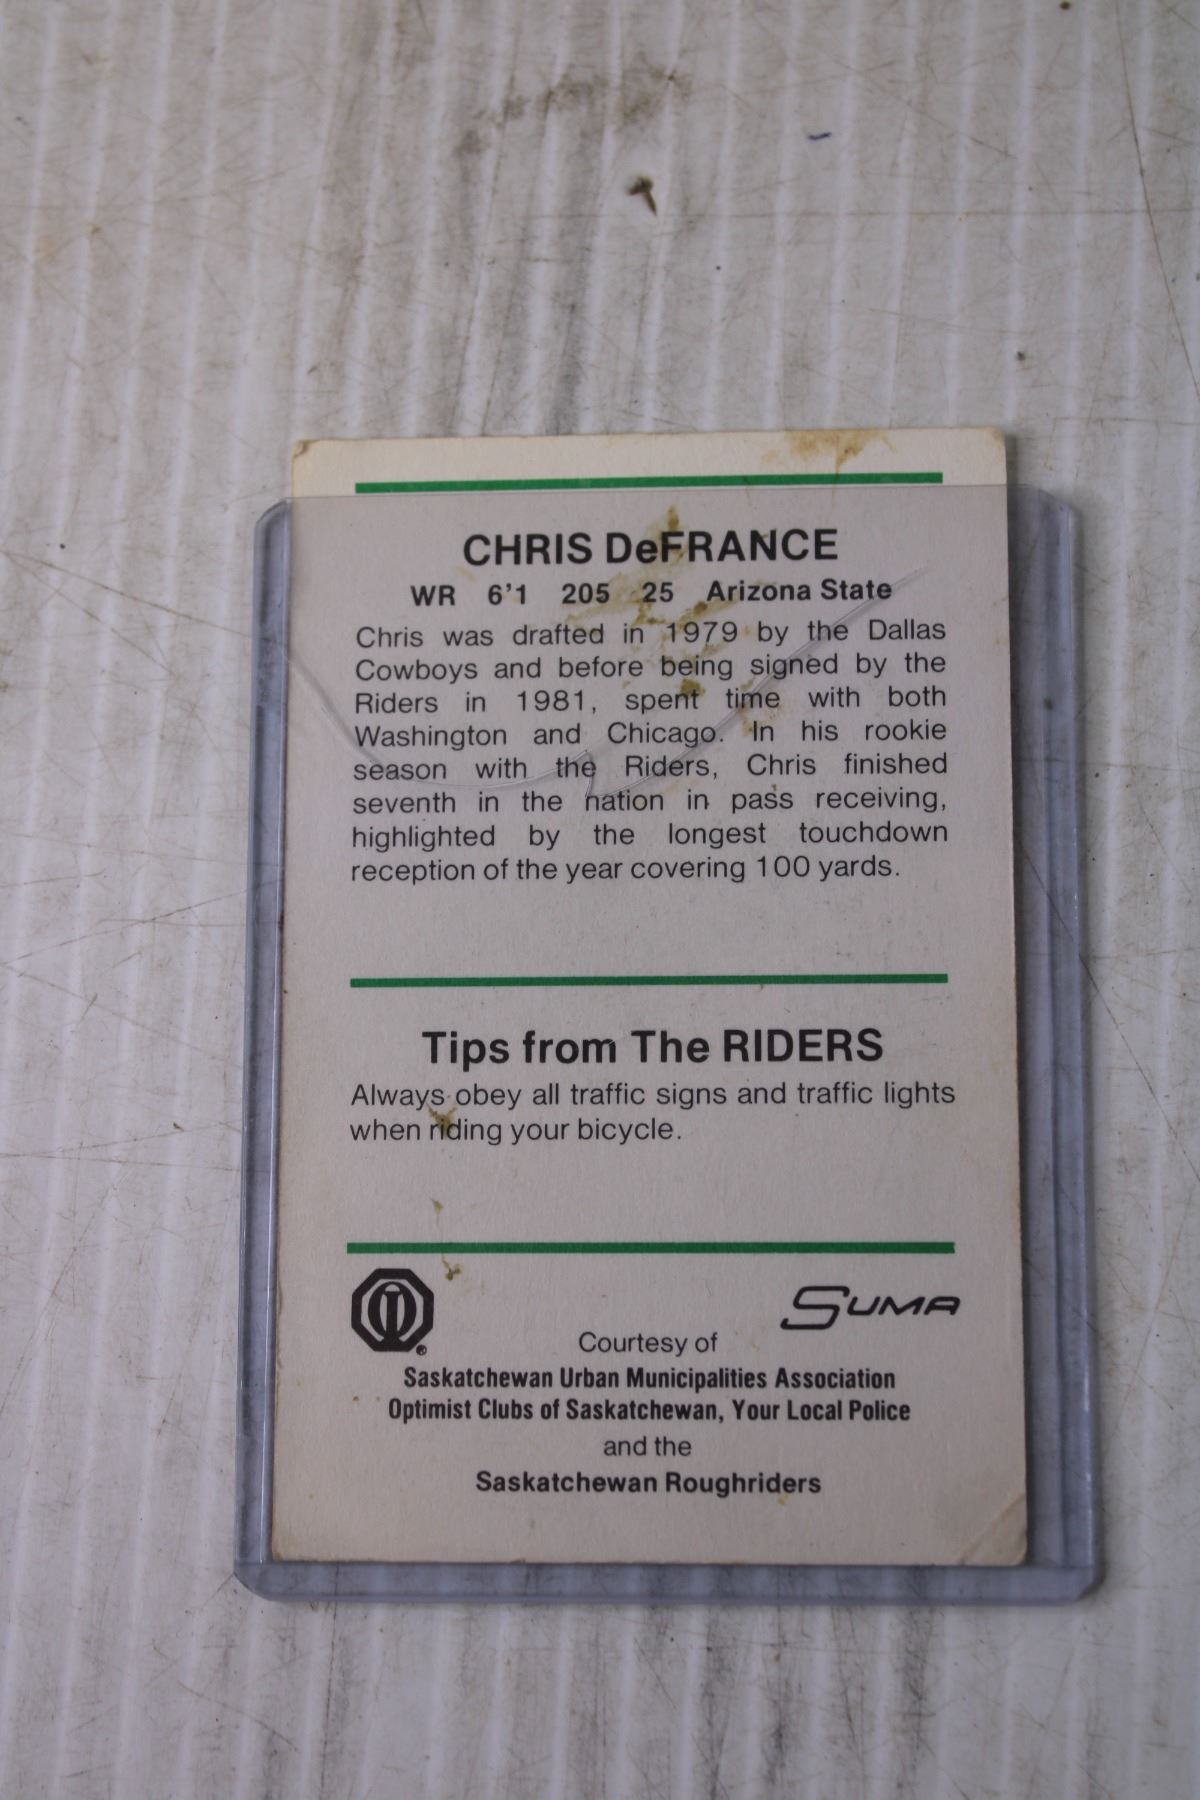 CHRIS DeFRANCE
WR 6'1 205 25 Arizona State
Chris was drafted in 1979 by the Dallas
Cowboys and before being signed by the
Riders in 1981, spent time with both
Washington and Chicago. In his rookie
season with the Riders, Chris finished
seventh in the nation in pass receiving,
highlighted by the longest touchdown
reception of the year covering 100 yards.
Tips from The RIDERS
Always obey all traffic signs and traffic lights
when riding your bicycle.
SUMA
Courtesy of
Saskatchewan Urban Municipalities Association
Optimist Clubs of Saskatchewan, Your Local Police
and the
Saskatchewan Roughriders